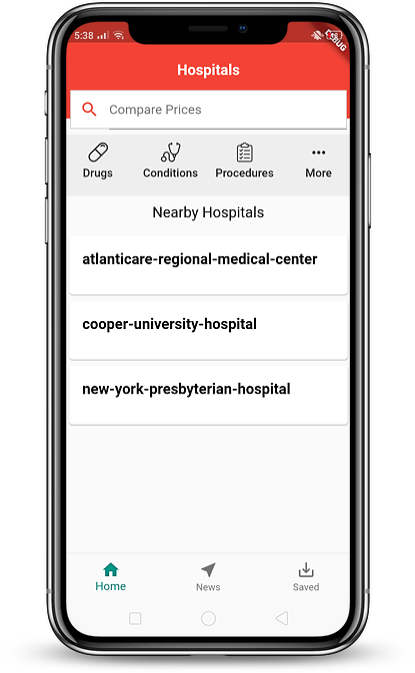 5:38
DEBUG
Hospitals
Compare Prices
Drugs Conditions Procedures More
Nearby Hospitals
atlanticare-regional-medical-center
cooper-university-hospital
new-york-presbyterian-hospital
Home News Saved